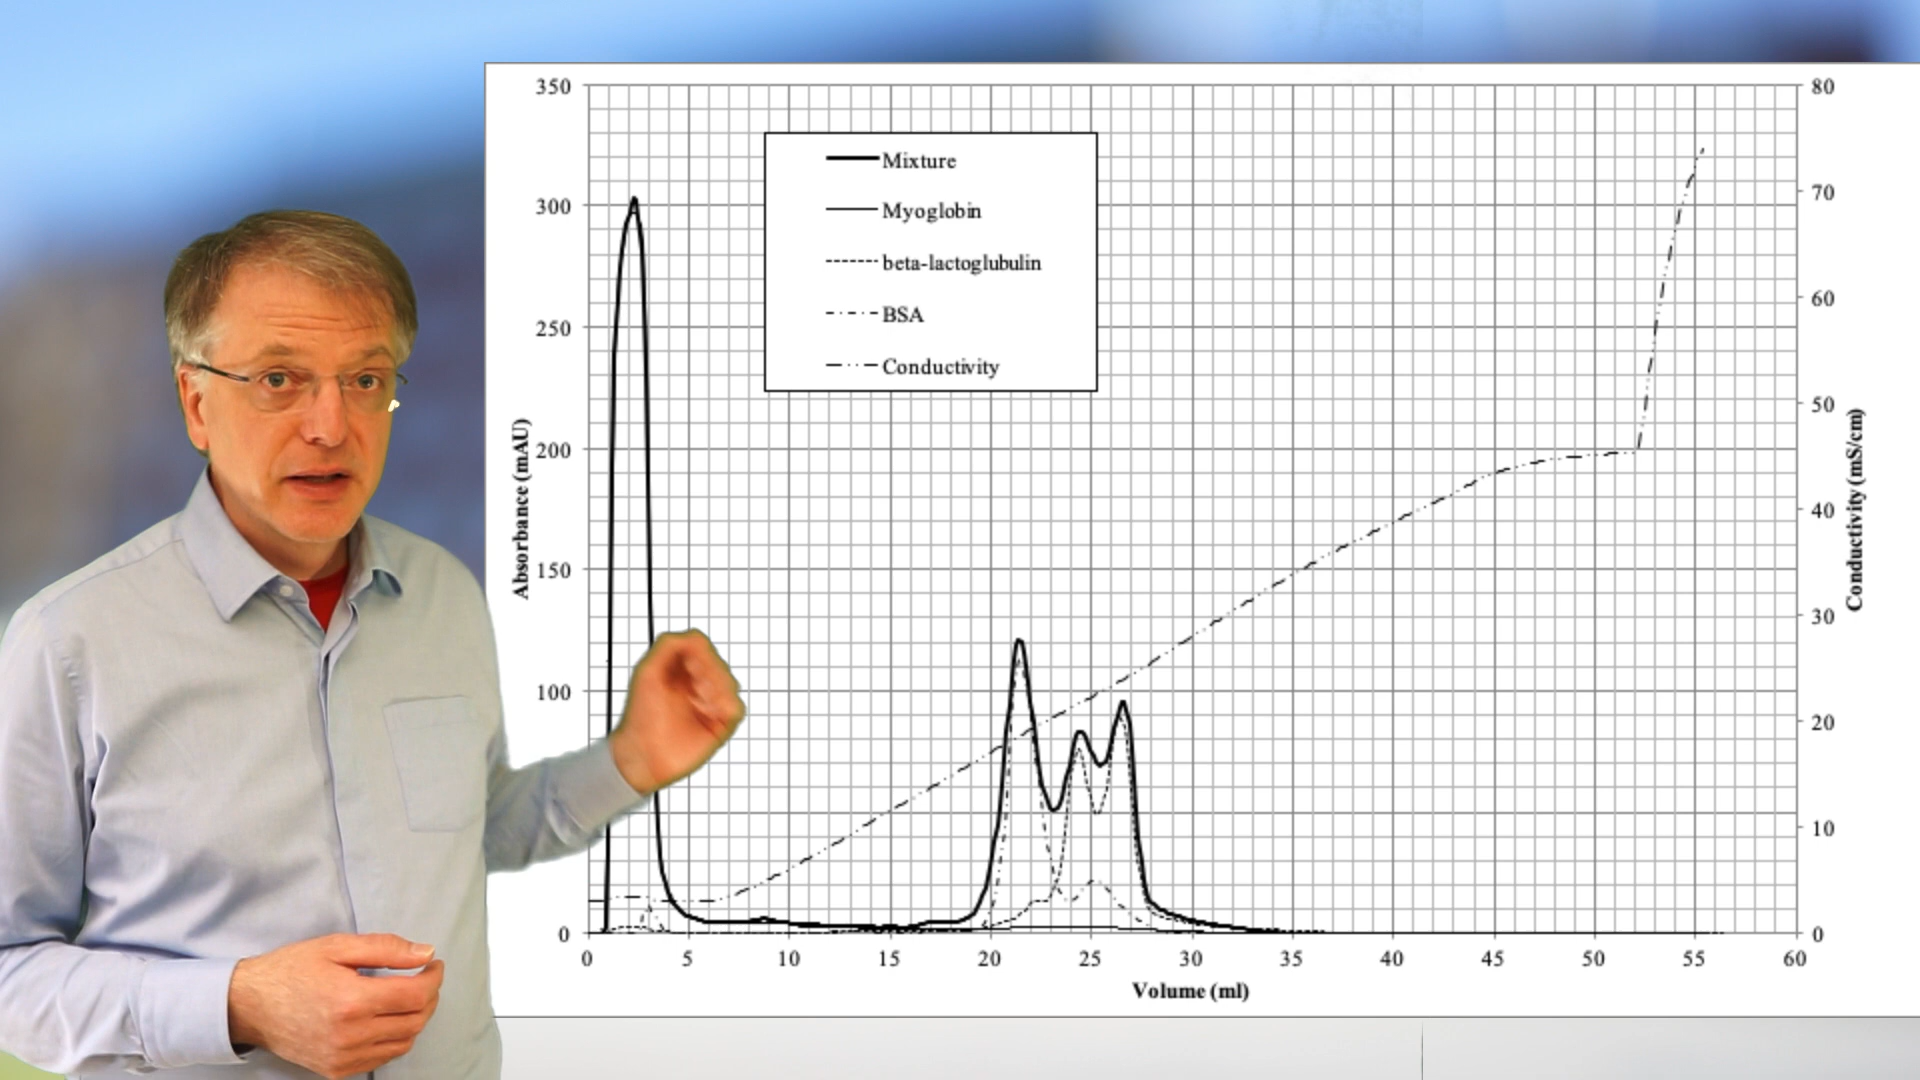 350
300
250
200
150
100
0
Absorbance (mAU)
Mixture
Myoglobin
beta-lactoglubulin
BSA
Conductivity
80
70
60
50
40
30
20
10
0
Conductivity (mS/cm)
0 5 10 15 20 25 30 35 40 45 50 55 60
Volume (ml)